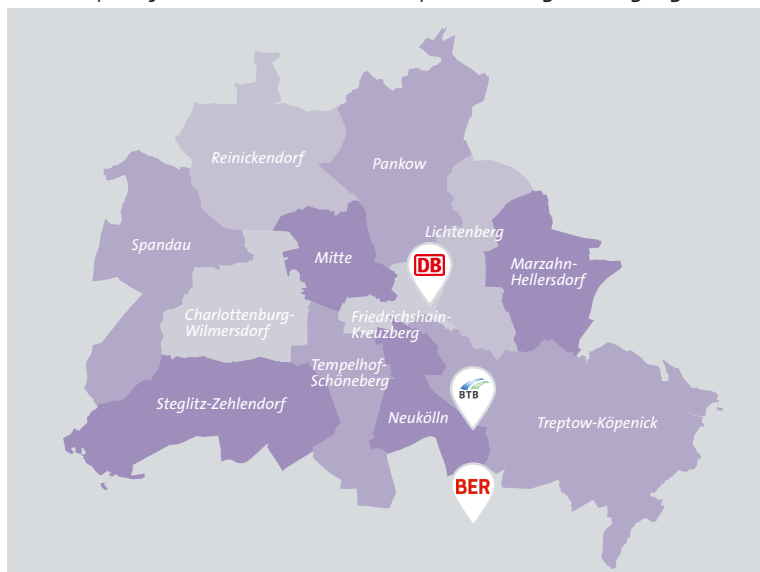 Reinickendorf
Pankow
Spandau
Lichtenberg
Mitte
DB
Marzahn-
Hellersdorf
Charlottenburg-
Wilmersdorf
Friedrichshain-
Kreuzberg
Tempelhof-
Schöneberg
Steglitz-Zehlendorf
BTB
Neukölln
Treptow-Köpenick
BER